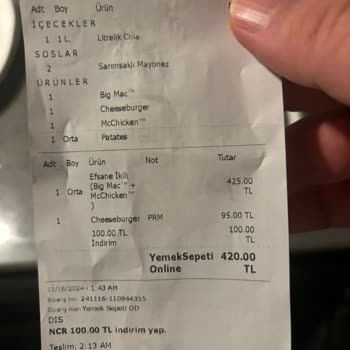 Adt Boy Ürün
İÇECEKLER
1 1 L Litrelik Cola
SOSLAR
2 Sarımsaklı Mayonez
ÜRÜNLER
1 Big Mac™
1 Cheeseburger
1 McChicken™
1 Orta Patates
Adt Boy Ürün Not Tutar
Efsane İkili
1 Orta (Big Mac™ + 425.00
McChicken™ TL
)
1 Cheeseburger PRM 95.00 TL
100.00 TL 100.00
İndirim TL
YemekSepeti 420.00
Online TL
11/16/2024 - 1:43 AM
Sipariş No: 241116-110944355
Sipariş Alan Yemek Sepeti OD
DIS
NCR 100.00 TL indirim yap.
Teslim: 2:13 AM